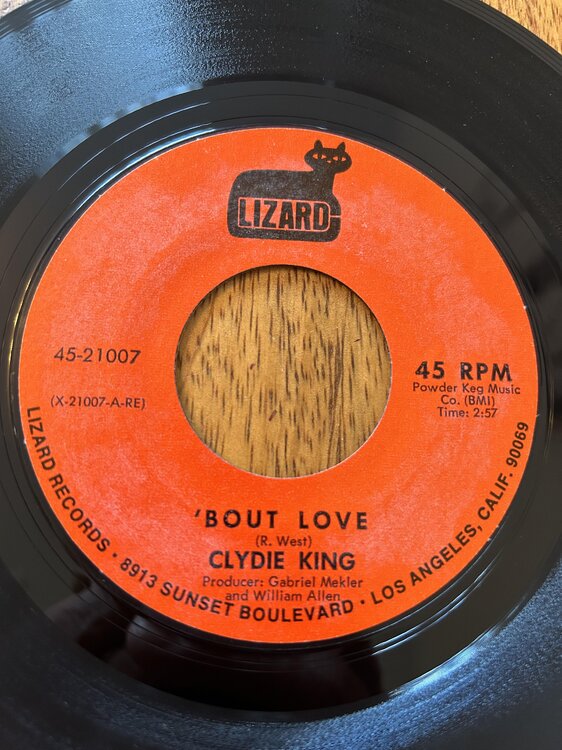 LIZARD
45-21007
(X-21007-A-RE)
45 RPM
Powder Keg Music
Co. (BMI)
Time: 2:57
'BOUT LOVE
(R. West)
CLYDIE KING
Producer: Gabriel Mekler
and William Allen
LIZARD RECORDS · 8913 SUNSET BOULEVARD · LOS ANGELES, CALIF. 90069